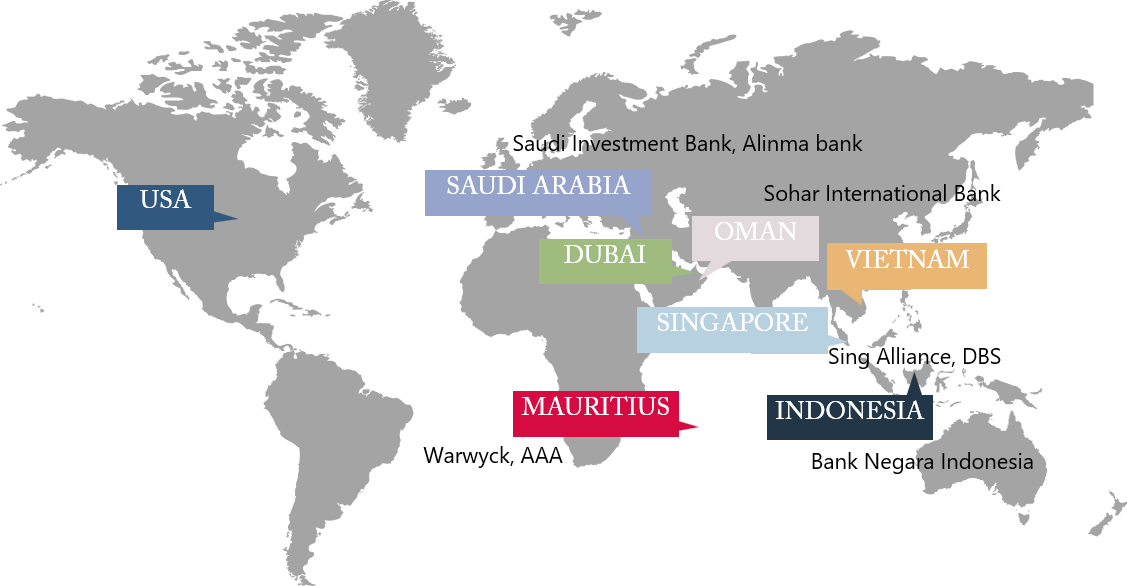 Saudi Investment Bank, Alinma bank
SAUDI ARABIA
USA
Sohar International Bank
OMAN
DUBAI
VIETNAM
SINGAPORE
Sing Alliance, DBS
MAURITIUS
INDONESIA
Warwyck, AAA
Bank Negara Indonesia